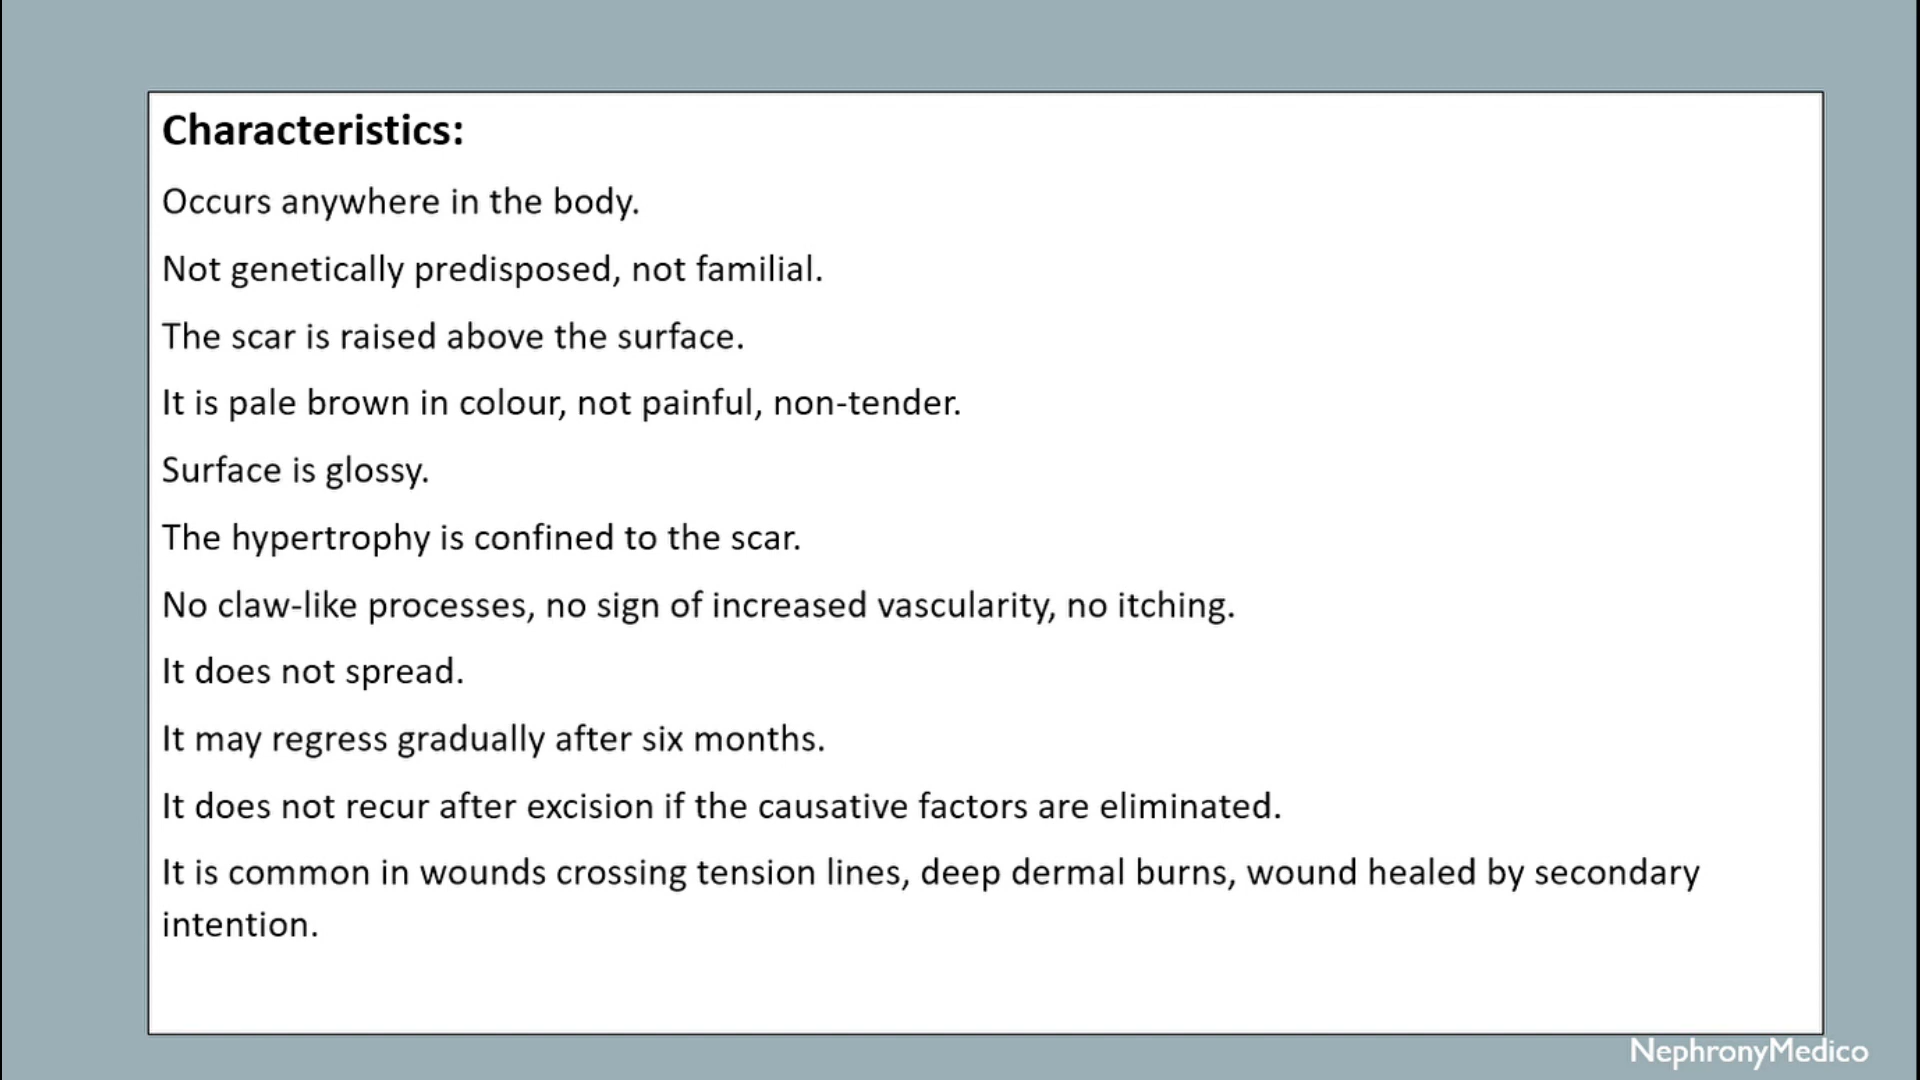 Characteristics:
Occurs anywhere in the body.
Not genetically predisposed, not familial.
The scar is raised above the surface.
It is pale brown in colour, not painful, non-tender.
Surface is glossy.
The hypertrophy is confined to the scar.
No claw-like processes, no sign of increased vascularity, no itching.
It does not spread.
It may regress gradually after six months.
It does not recur after excision if the causative factors are eliminated.
It is common in wounds crossing tension lines, deep dermal burns, wound healed by secondary
intention.
NephronyMedico